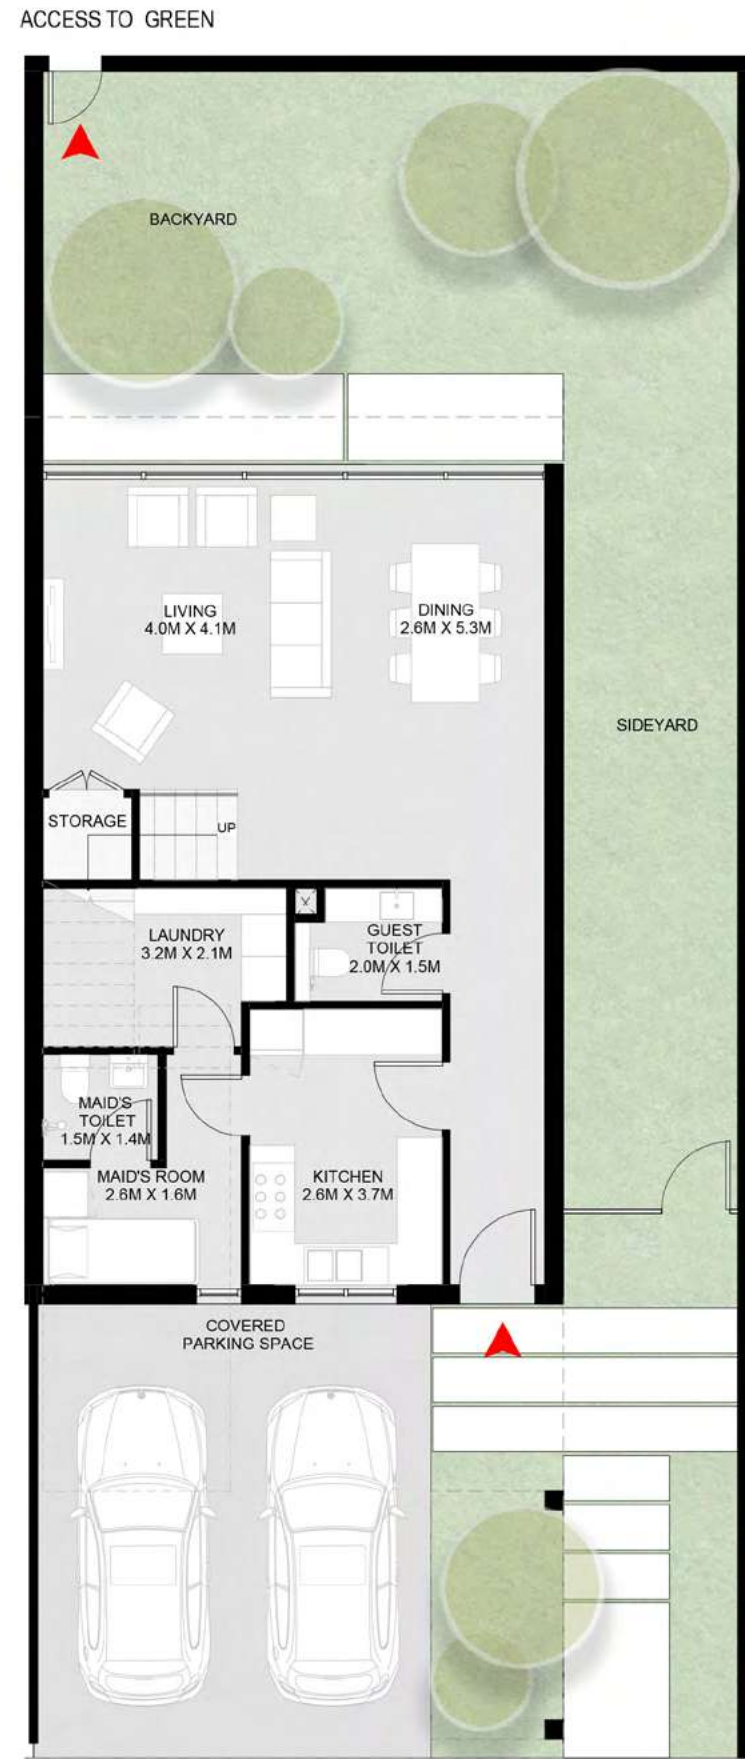 ACCESS TO GREEN
BACKYARD
LIVING
4.0M X 4.1M
DINING
2.6M X 5.3M
SIDEYARD
STORAGE
UP
LAUNDRY
3.2M X 2.1M
GUEST
TOILET
2.0M X 1.5M
MAID'S
TOILET
1.5M X 1.4M
MAID'S ROOM
2.6M X 1.6M
KITCHEN
2.6M X 3.7M
COVERED
PARKING SPACE